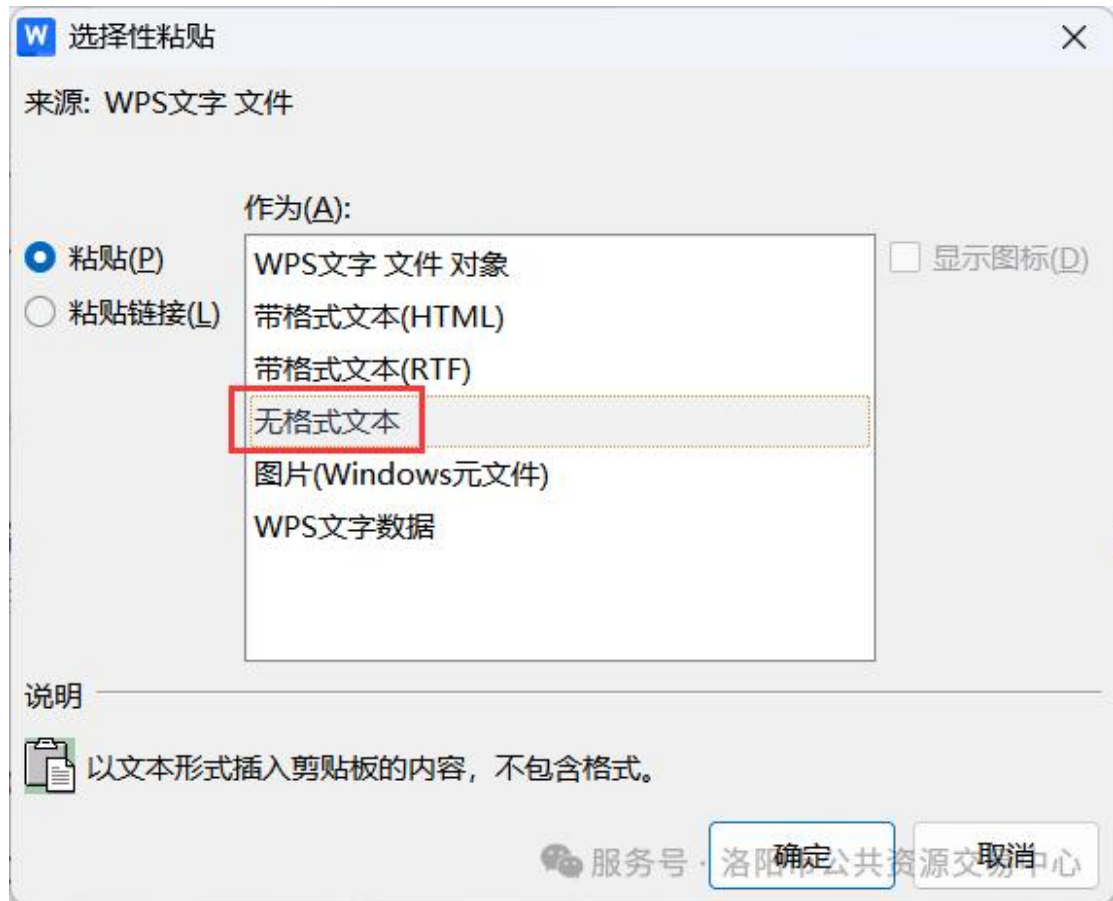 W 选择性粘贴
来源: WPS文字 文件
作为(A):
粘贴(P)
粘贴链接(L)
WPS文字 文件 对象
带格式文本(HTML)
带格式文本(RTF)
无格式文本
图片(Windows元文件)
WPS文字数据
显示图标(D)
说明
以文本形式插入剪贴板的内容，不包含格式。
确定
取消
服务号 · 洛阳市公共资源交易中心